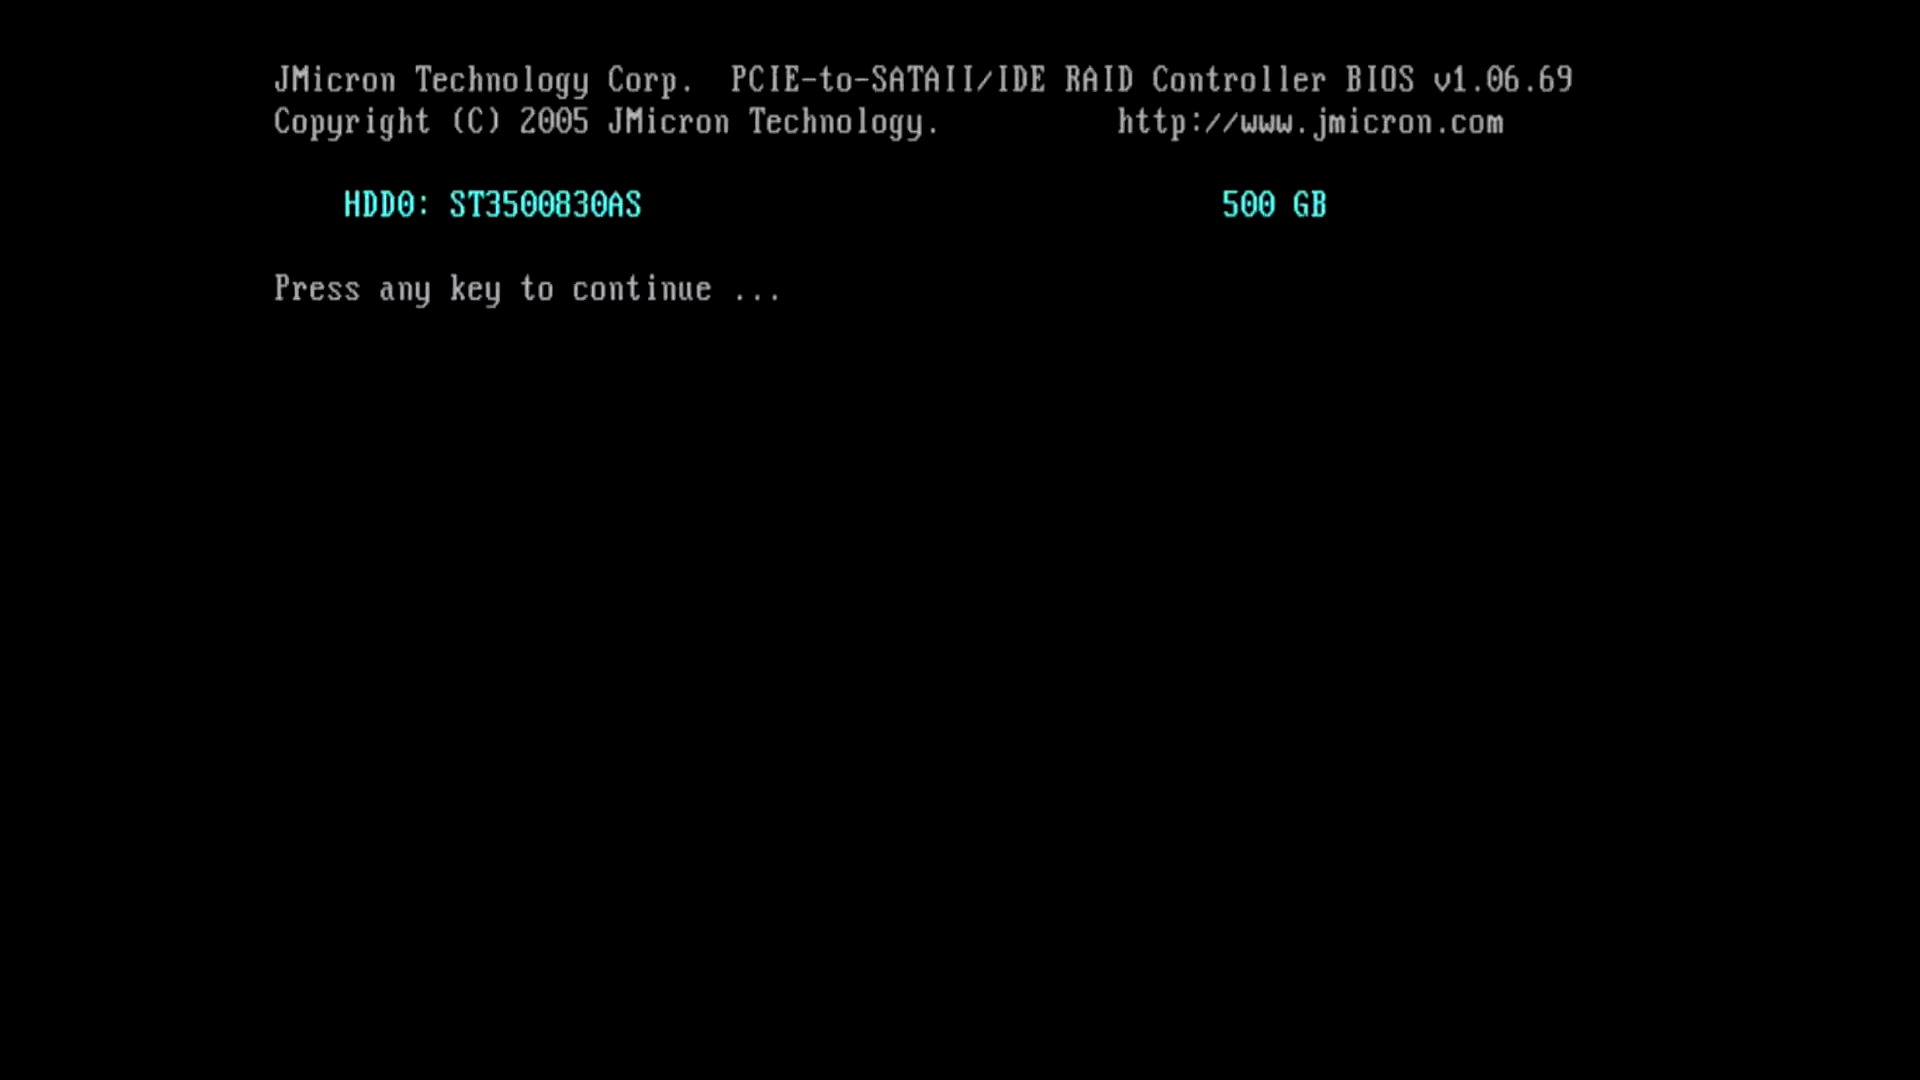 JMicron Technology Corp.  PCIE-to-SATAII/IDE RAID Controller BIOS v1.06.69
Copyright (C) 2005 JMicron Technology.          http://www.jmicron.com
HDD0: ST3500830AS                                 500 GB
Press any key to continue ...